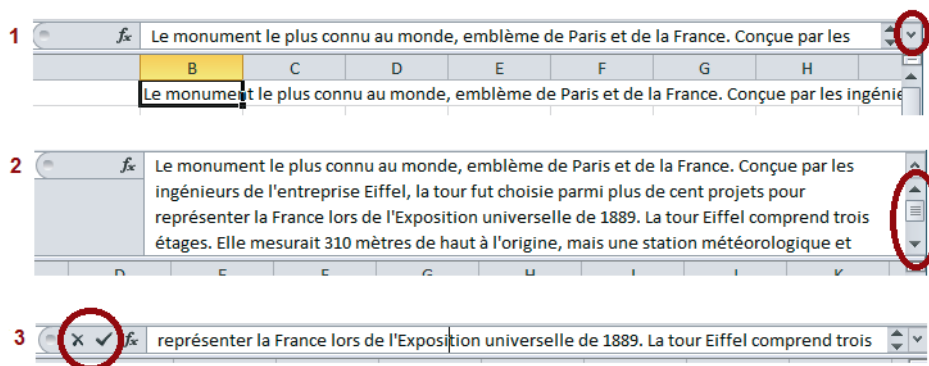 1 fx Le monument le plus connu au monde, emblème de Paris et de la France. Conçue par les
B C D E F G H
Le monument le plus connu au monde, emblème de Paris et de la France. Conçue par les ingénie
2 fx Le monument le plus connu au monde, emblème de Paris et de la France. Conçue par les
ingénieurs de l'entreprise Eiffel, la tour fut choisie parmi plus de cent projets pour
représenter la France lors de l'Exposition universelle de 1889. La tour Eiffel comprend trois
étages. Elle mesurait 310 mètres de haut à l'origine, mais une station météorologique et
3 fx représenter la France lors de l'Exposition universelle de 1889. La tour Eiffel comprend trois